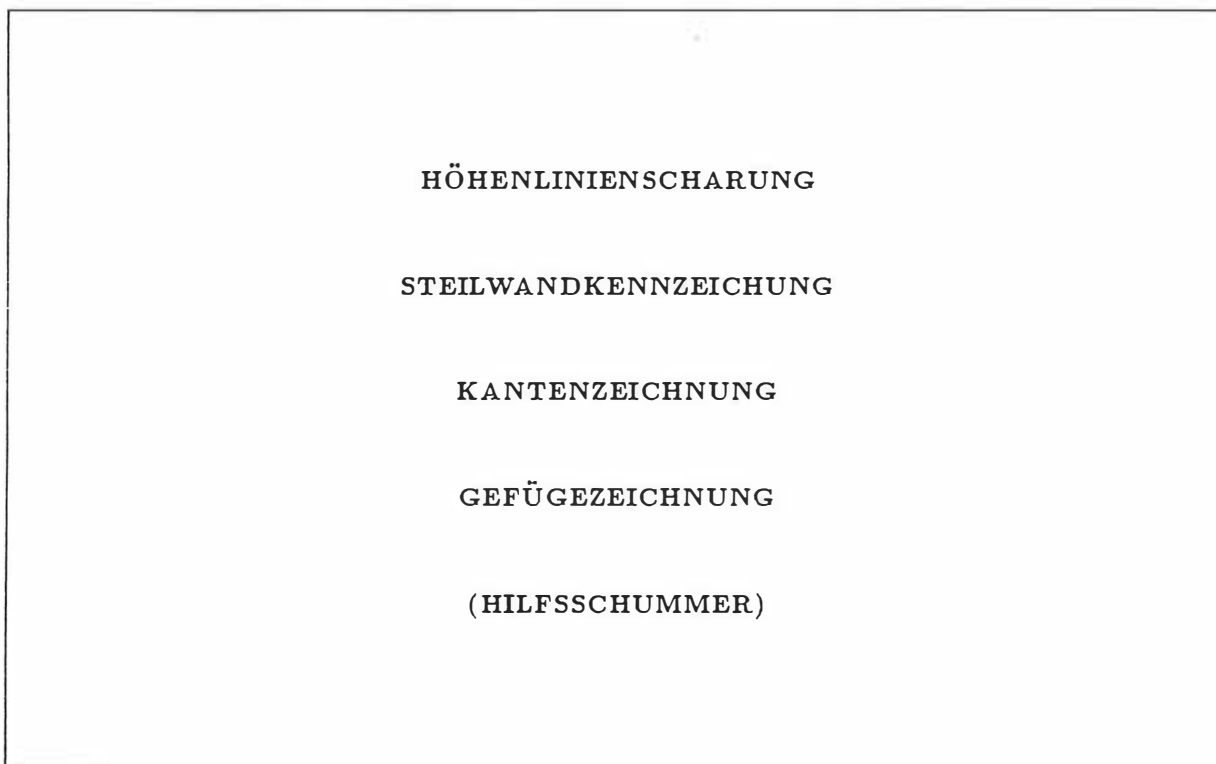 HÖHENLINIENSCHARUNG
STEILWANDKENNZEICHUNG
KANTENZEICHNUNG
GEFÜGEZEICHNUNG
(HILFSSCHUMMER)